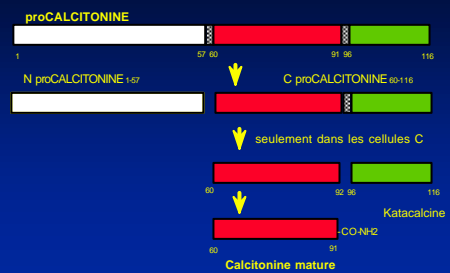 proCALCITONINE
1 57 60 91 96 116
N proCALCITONINE 1-57 C proCALCITONINE 60-116
seulement dans les cellules C
60 92 96 116
Katacalcine
-CO-NH2
60 91
Calcitonine mature